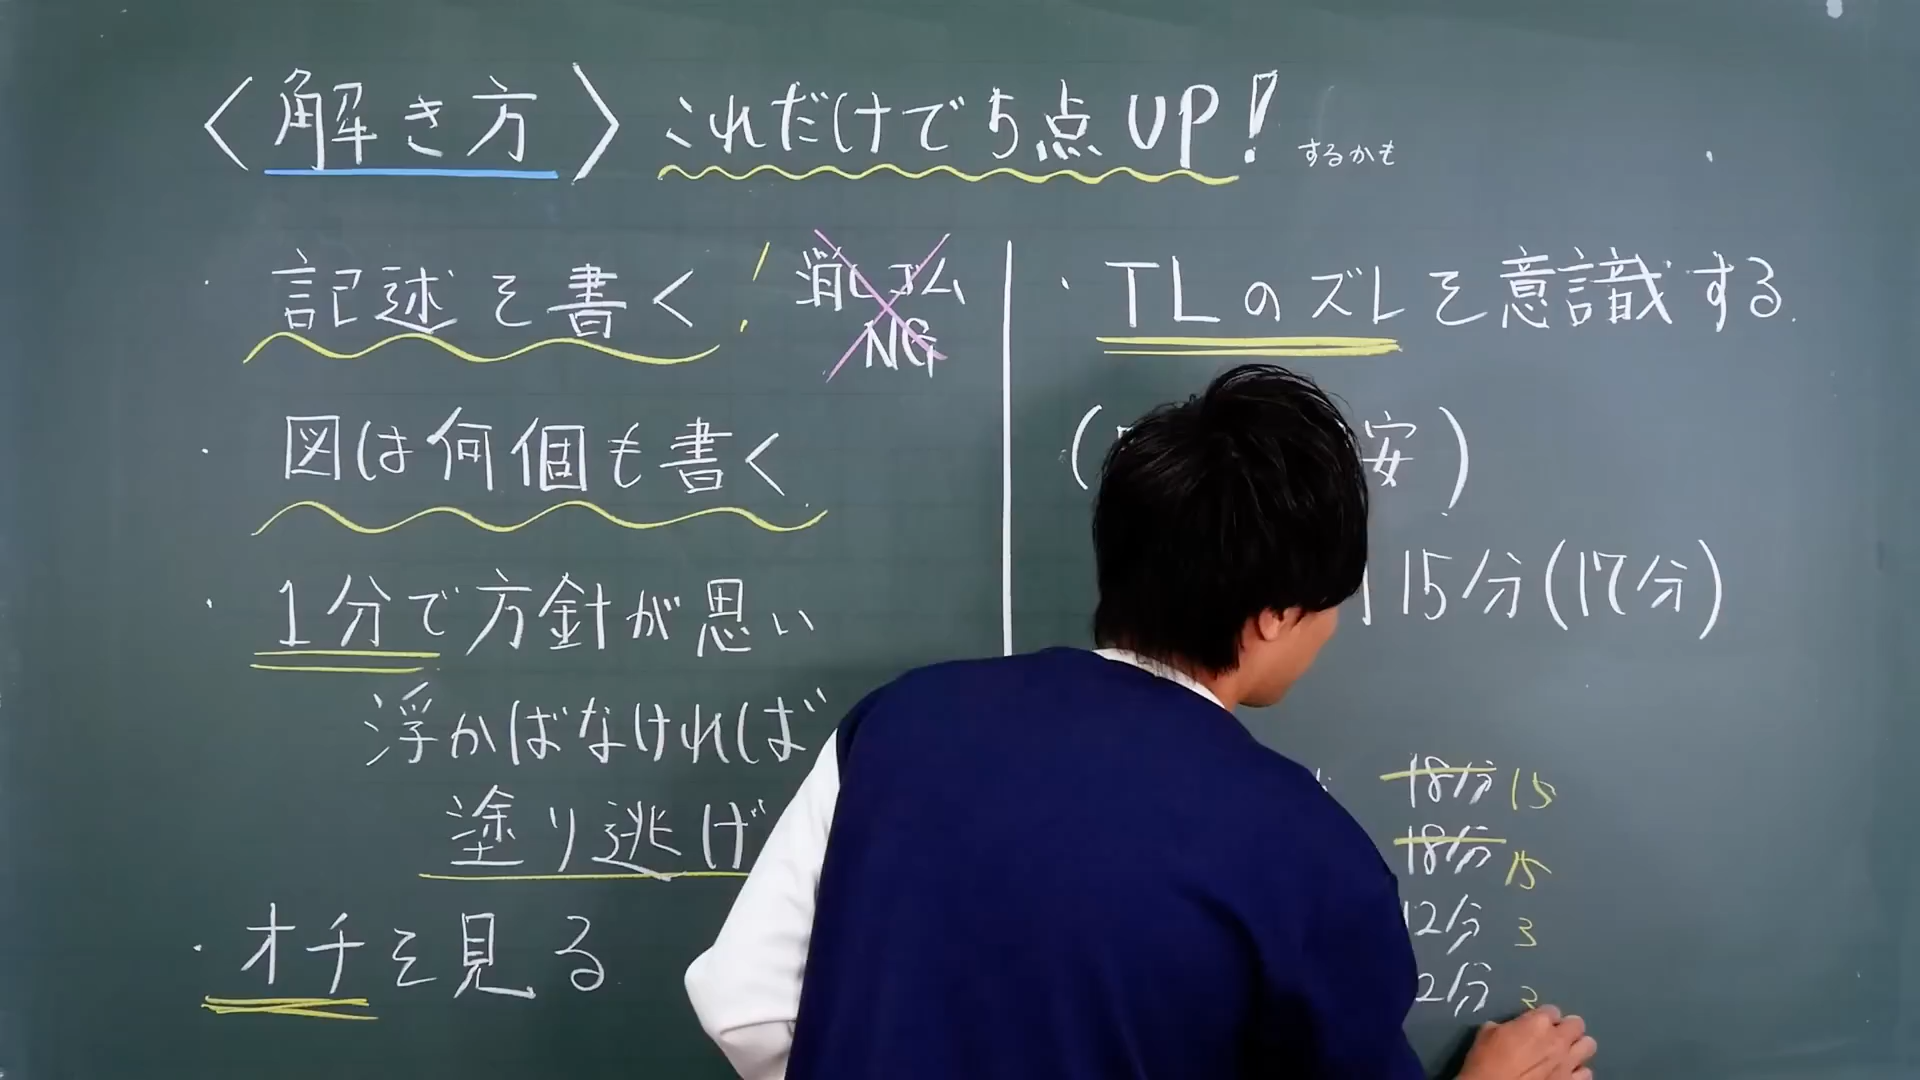 〈解き方〉これだけで5点UP! するかも
・記述を書く! 消しゴム
NG
・図は何個も書く
・1分で方針が思い
浮かばなければ
塗り逃げ
・オチを見る
・TLのズレを意識する
( 安)
15分(17分)
18分 15
18分 15
12分 3
2分